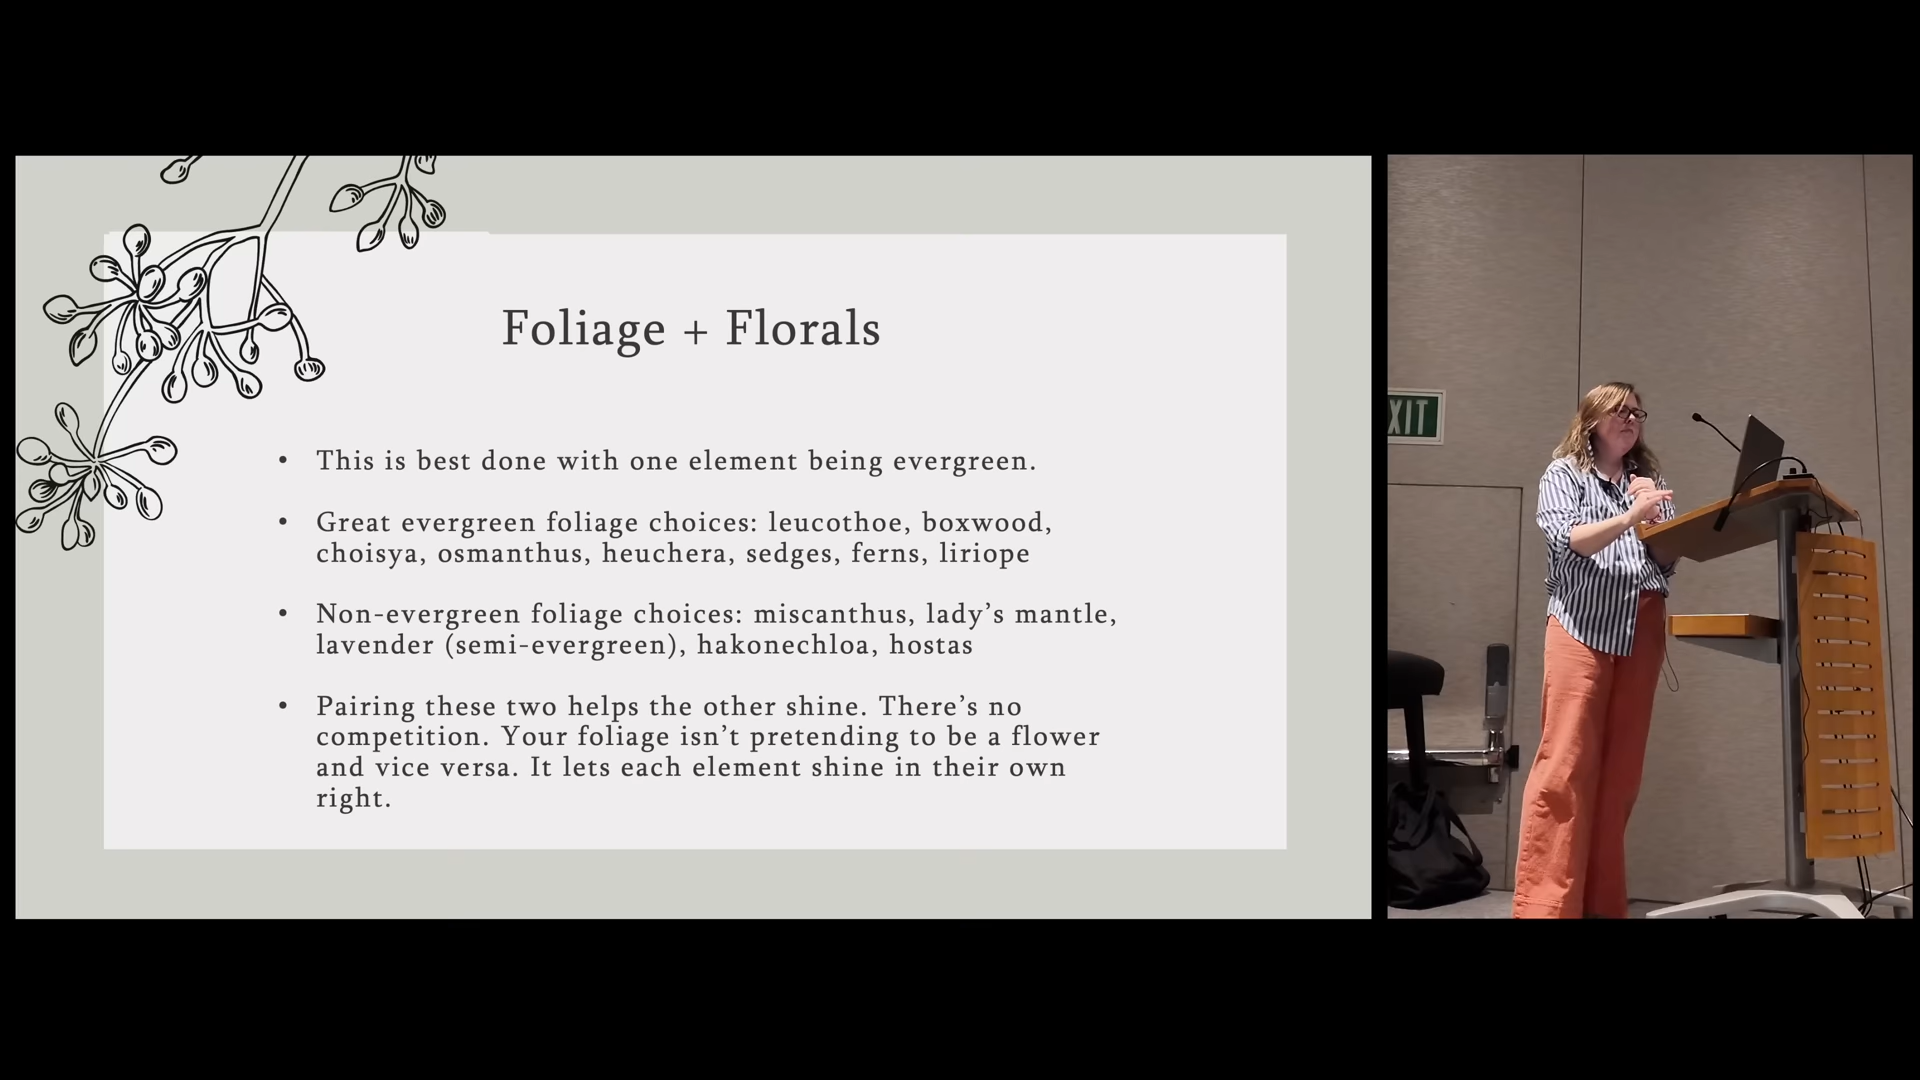 Foliage + Florals
• This is best done with one element being evergreen.
• Great evergreen foliage choices: leucothoe, boxwood,
choisya, osmanthus, heuchera, sedges, ferns, liriope
• Non-evergreen foliage choices: miscanthus, lady’s mantle,
lavender (semi-evergreen), hakonechloa, hostas
• Pairing these two helps the other shine. There’s no
competition. Your foliage isn’t pretending to be a flower
and vice versa. It lets each element shine in their own
right.
XIT